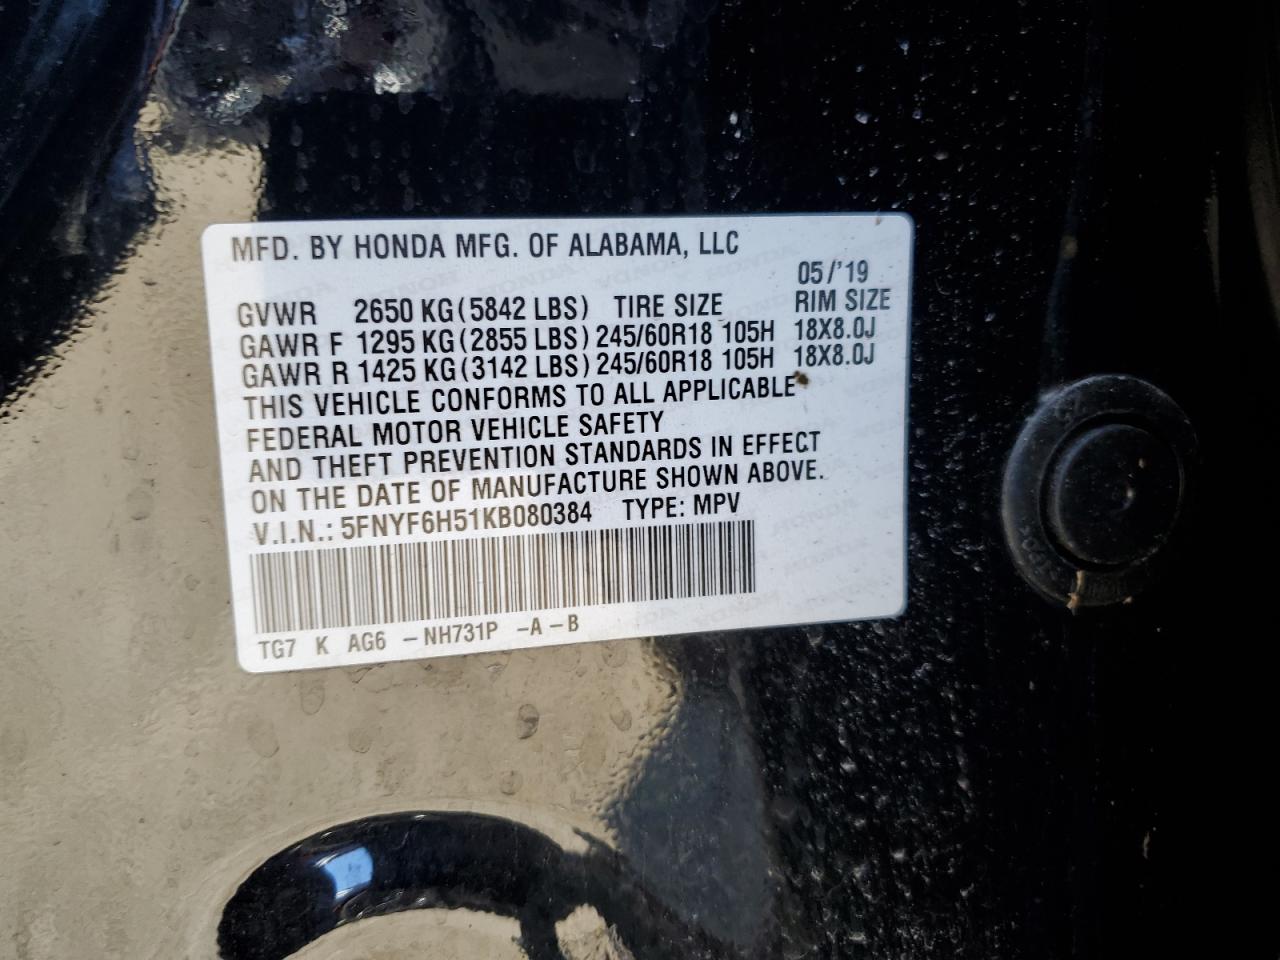 MFD. BY HONDA MFG. OF ALABAMA, LLC
05/'19
GVWR 2650 KG (5842 LBS) TIRE SIZE RIM SIZE
GAWR F 1295 KG (2855 LBS) 245/60R18 105H 18X8.0J
GAWR R 1425 KG (3142 LBS) 245/60R18 105H 18X8.0J
THIS VEHICLE CONFORMS TO ALL APPLICABLE
FEDERAL MOTOR VEHICLE SAFETY
AND THEFT PREVENTION STANDARDS IN EFFECT
ON THE DATE OF MANUFACTURE SHOWN ABOVE.
V.I.N.: 5FNYF6H51KB080384 TYPE: MPV
TG7 K AG6 -NH731P -A -B